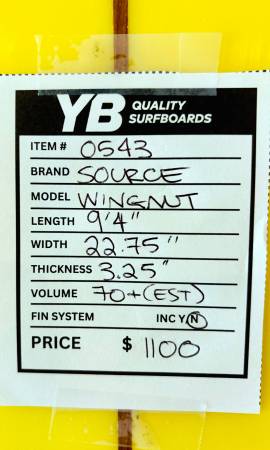 YB QUALITY SURFBOARDS
ITEM # 0543
BRAND SOURCE
MODEL WINGNUT
LENGTH 9'4"
WIDTH 22.75"
THICKNESS 3.25"
VOLUME 70+(EST)
FIN SYSTEM INC Y/N
PRICE $ 1100